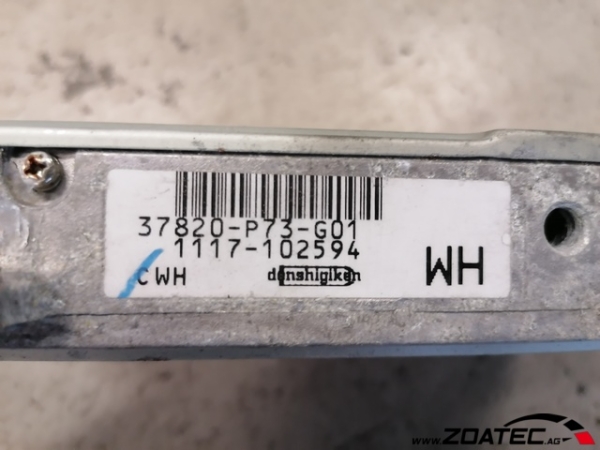 37820-P73-G01
1117-102594
CWH
denshigiken
WH
www.ZOATEC.AG